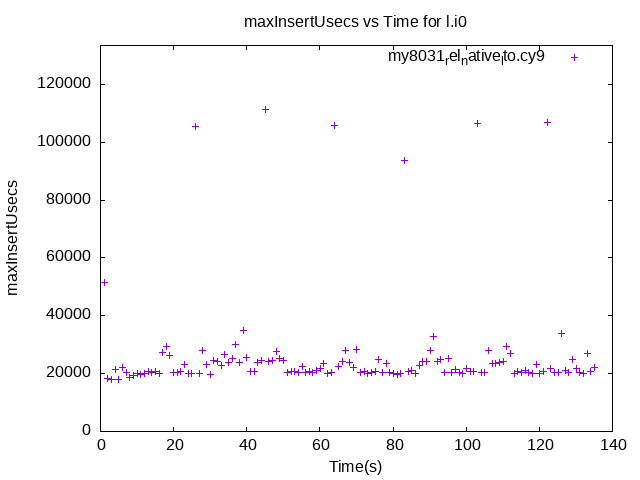 maxInsertUsecs vs Time for l.i0
my8031relnativelto.cy9
120000
100000
80000
60000
40000
20000
0
maxInsertUsecs
0 20 40 60 80 100 120 140
Time(s)